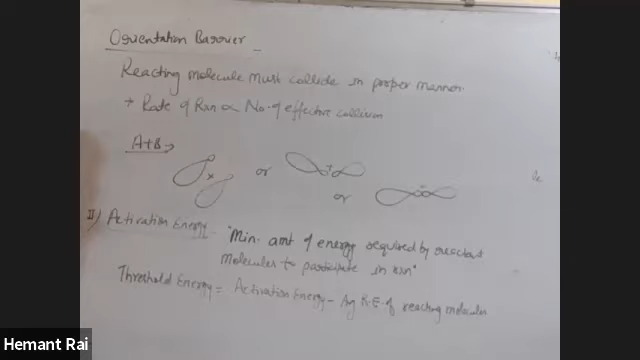 Orientation Barrier
Reacting molecule must collide in proper manner
→ Rate of Rxn ∝ No. of effective collision
A+B→
or
or
II) Activation Energy - "Min. amt of energy required by reactant
molecules to participate in rxn"
Threshold Energy = Activation Energy - Avg K.E. of reacting molecules
Hemant Rai